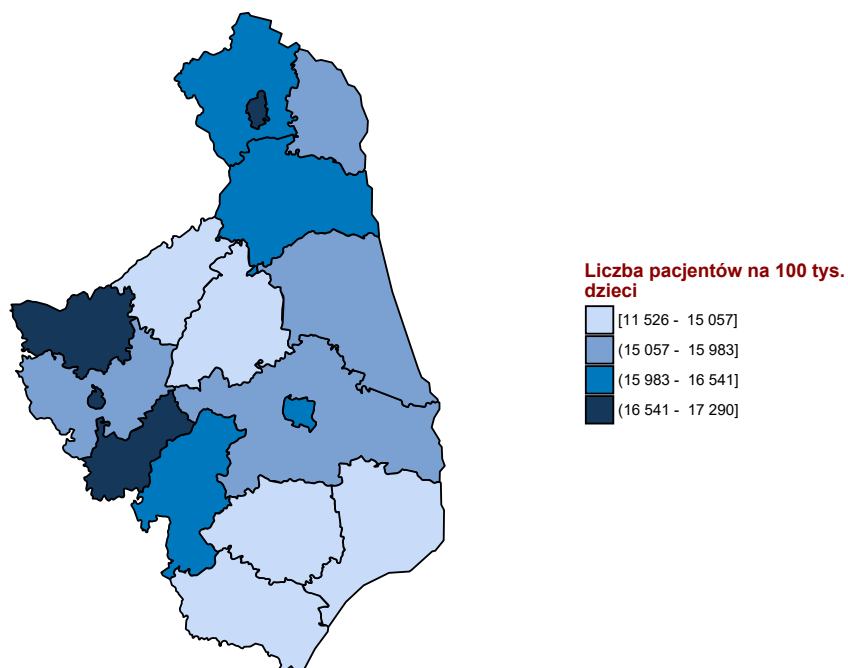 Liczba pacjentów na 100 tys.
dzieci
[11 526 - 15 057]
(15 057 - 15 983]
(15 983 - 16 541]
(16 541 - 17 290]